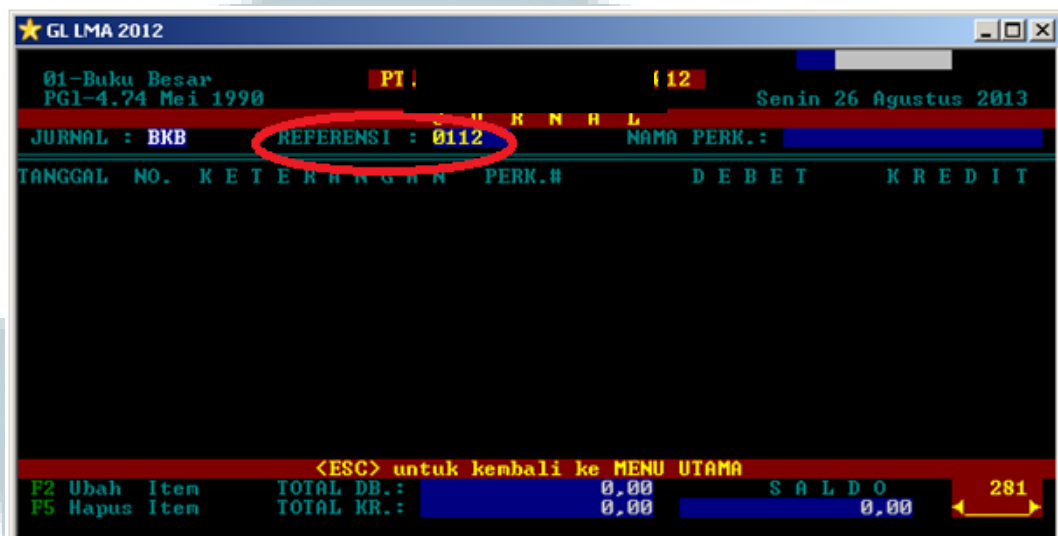 GL LMA 2012
01-Buku Besar PT. 012
PGl-4.74 Mei 1990 Senin 26 Agustus 2013
J U R N A L
JURNAL : BKB REFERENSI : 0112 NAMA PERK.:
TANGGAL NO. K E T E R A N G A N PERK.# D E B E T K R E D I T
<ESC> untuk kembali ke MENU UTAMA
F2 Ubah Item TOTAL DB.: 0,00 S A L D O 281
F5 Hapus Item TOTAL KR.: 0,00 0,00